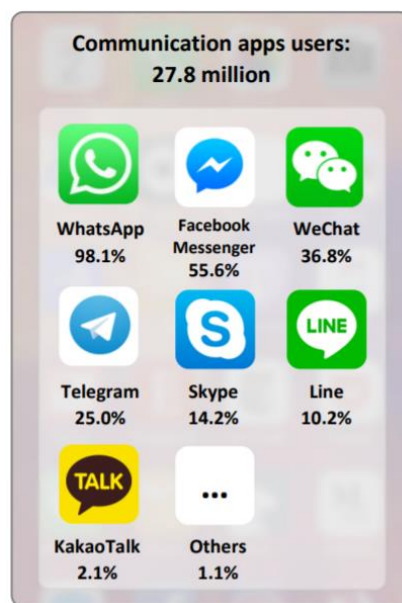 Communication apps users:
27.8 million
WhatsApp
98.1%
Facebook
Messenger
55.6%
WeChat
36.8%
Telegram
25.0%
S
Skype
14.2%
LINE
Line
10.2%
TALK
KakaoTalk
2.1%
...
Others
1.1%